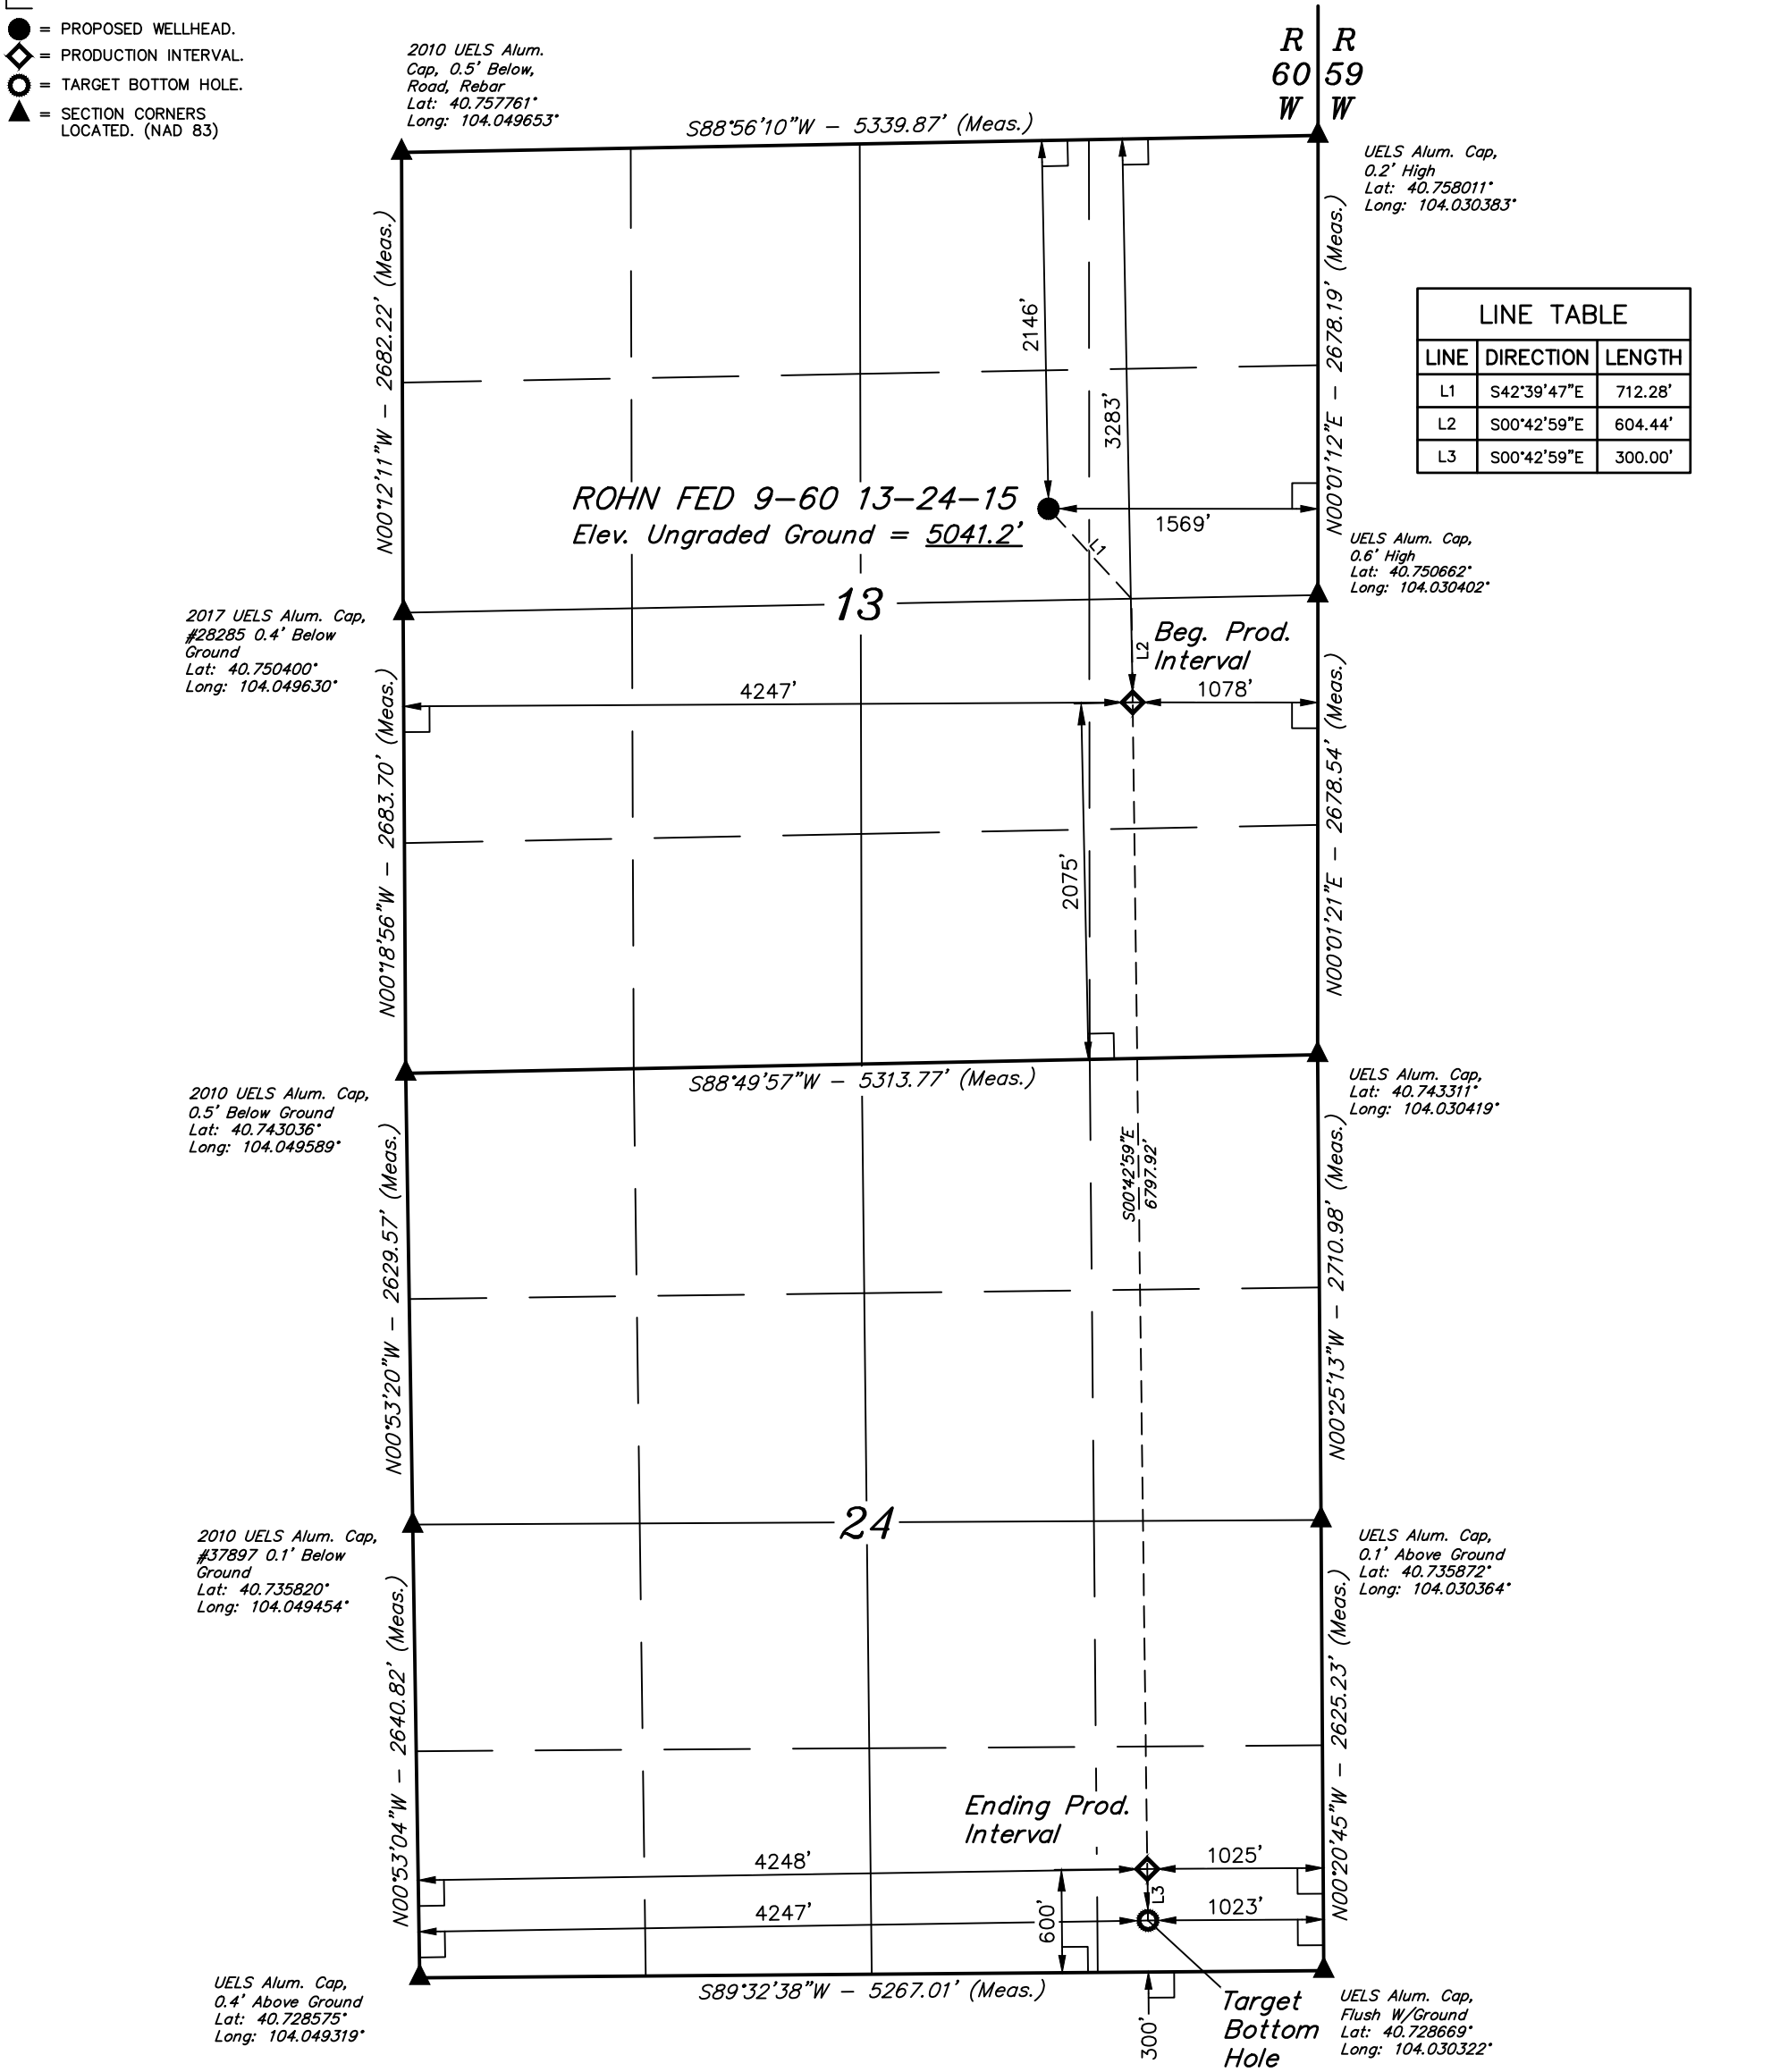 = PROPOSED WELLHEAD.
= PRODUCTION INTERVAL.
= TARGET BOTTOM HOLE.
= SECTION CORNERS
LOCATED. (NAD 83)
2010 UELS Alum.
Cap, 0.5' Below,
Road, Rebar
Lat: 40.757761°
Long: 104.049653°
R R
60 59
W W
S88°56'10"W - 5339.87' (Meas.)
UELS Alum. Cap,
0.2' High
Lat: 40.758011°
Long: 104.030383°
N00°12'11"W - 2682.22' (Meas.)
2146'
3283'
N00°01'12"E - 2678.19' (Meas.)
LINE TABLE
LINE DIRECTION LENGTH
L1 S42°39'47"E 712.28'
L2 S00°42'59"E 604.44'
L3 S00°42'59"E 300.00'
ROHN FED 9-60 13-24-15
Elev. Ungraded Ground = 5041.2'
1569'
L1
UELS Alum. Cap,
0.6' High
Lat: 40.750662°
Long: 104.030402°
13
2017 UELS Alum. Cap,
#28285 0.4' Below
Ground
Lat: 40.750400°
Long: 104.049630°
Beg. Prod.
Interval
L2
4247'
1078'
N00°18'56"W - 2683.70' (Meas.)
2075'
N00°01'21"E - 2678.54' (Meas.)
S88°49'57"W - 5313.77' (Meas.)
2010 UELS Alum. Cap,
0.5' Below Ground
Lat: 40.743036°
Long: 104.049589°
UELS Alum. Cap,
Lat: 40.743311°
Long: 104.030419°
N00°53'20"W - 2629.57' (Meas.)
S00°42'59"E
6797.92'
N00°25'13"W - 2710.98' (Meas.)
24
2010 UELS Alum. Cap,
#37897 0.1' Below
Ground
Lat: 40.735820°
Long: 104.049454°
UELS Alum. Cap,
0.1' Above Ground
Lat: 40.735872°
Long: 104.030364°
N00°53'04"W - 2640.82' (Meas.)
N00°20'45"W - 2625.23' (Meas.)
Ending Prod.
Interval
4248'
1025'
L3
4247'
600'
1023'
S89°32'38"W - 5267.01' (Meas.)
UELS Alum. Cap,
0.4' Above Ground
Lat: 40.728575°
Long: 104.049319°
300'
Target
Bottom
Hole
UELS Alum. Cap,
Flush W/Ground
Lat: 40.728669°
Long: 104.030322°